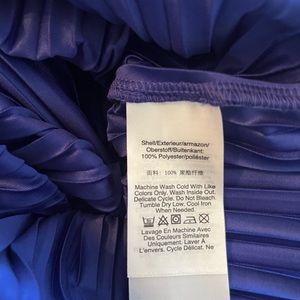 Shell/Exterieur/armazon/
Oberstoff/Buitenkant:
100% Polyester/poliéster
面料: 100% 聚酯纤维
Machine Wash Cold With Like
Colors Only. Wash Inside Out.
Delicate Cycle. Do Not Bleach.
Tumble Dry Low. Cool Iron
When Needed.
Lavage En Machine Avec
Des Couleurs Similaires
Uniquement. Laver À
L'envers. Cycle Délicat. Ne